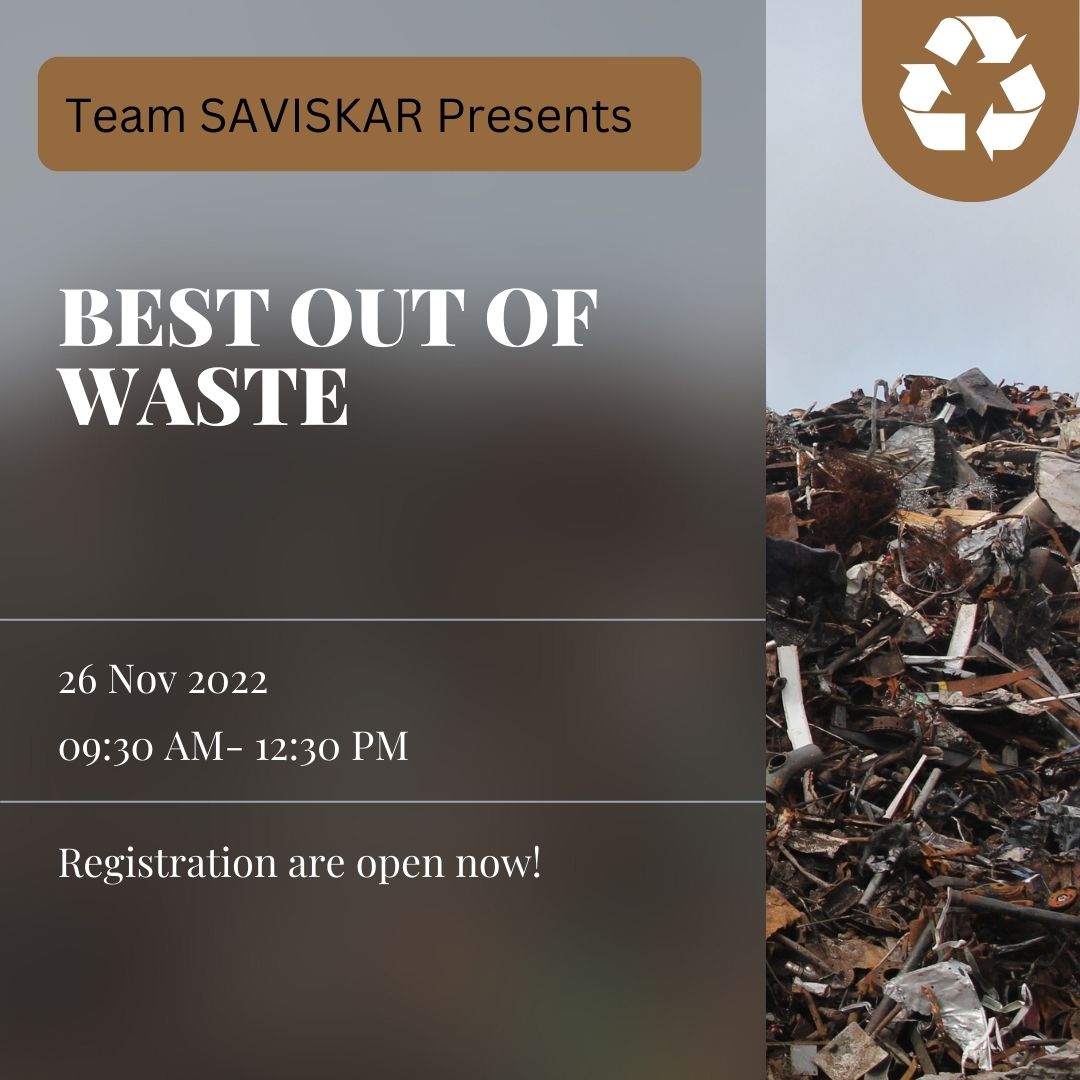 Team SAVISKAR Presents
BEST OUT OF
WASTE
26 Nov 2022
09:30 AM- 12:30 PM
Registration are open now!